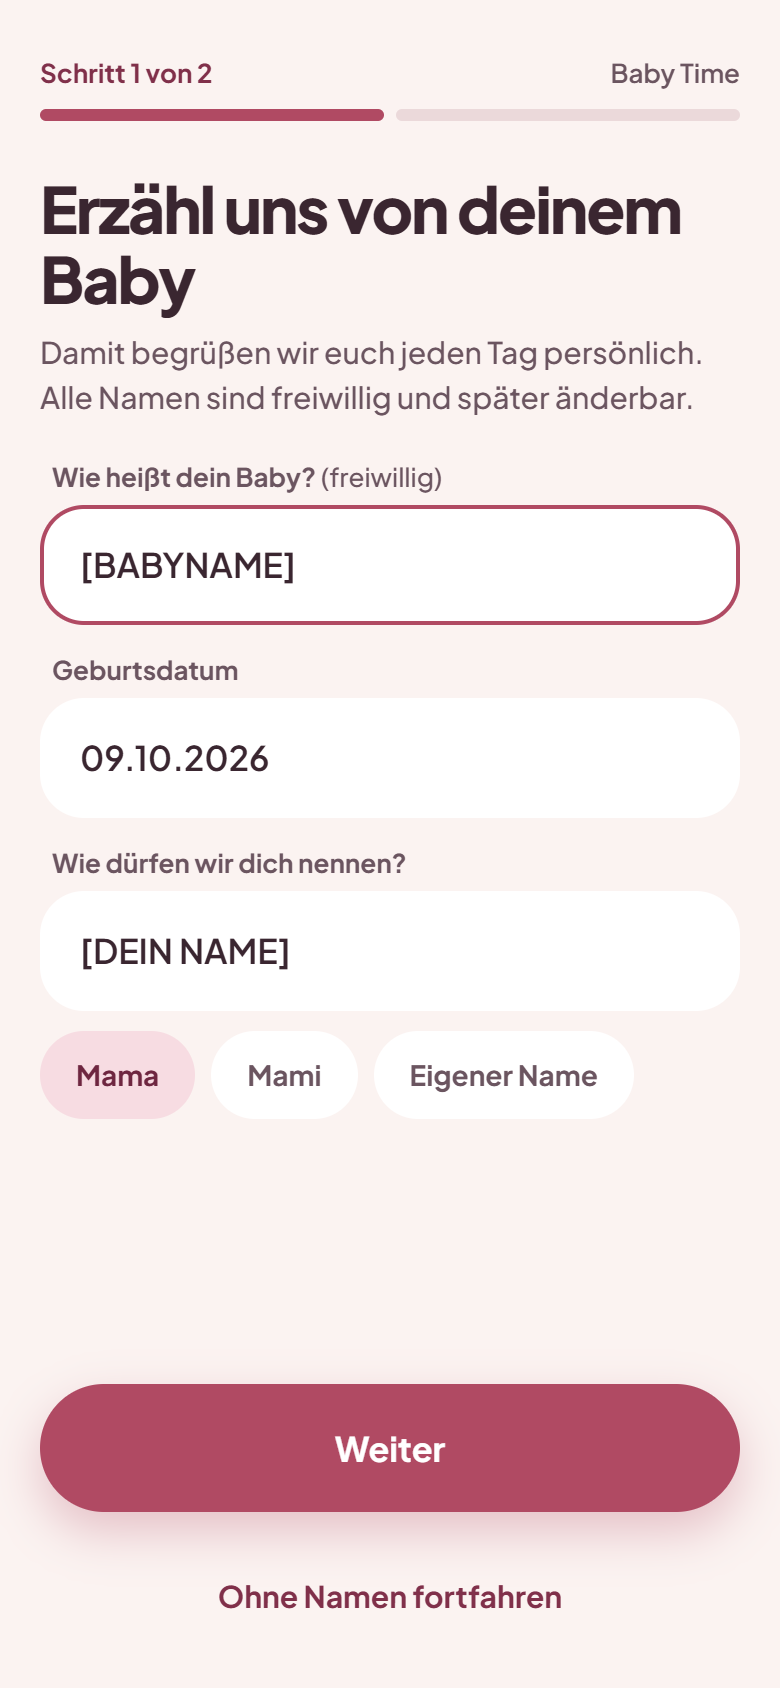 Schritt 1 von 2
Baby Time
Erzähl uns von deinem
Baby
Damit begrüßen wir euch jeden Tag persönlich.
Alle Namen sind freiwillig und später änderbar.
Wie heißt dein Baby? (freiwillig)
[BABYNAME]
Geburtsdatum
09.10.2026
Wie dürfen wir dich nennen?
[DEIN NAME]
Mama
Mami
Eigener Name
Weiter
Ohne Namen fortfahren